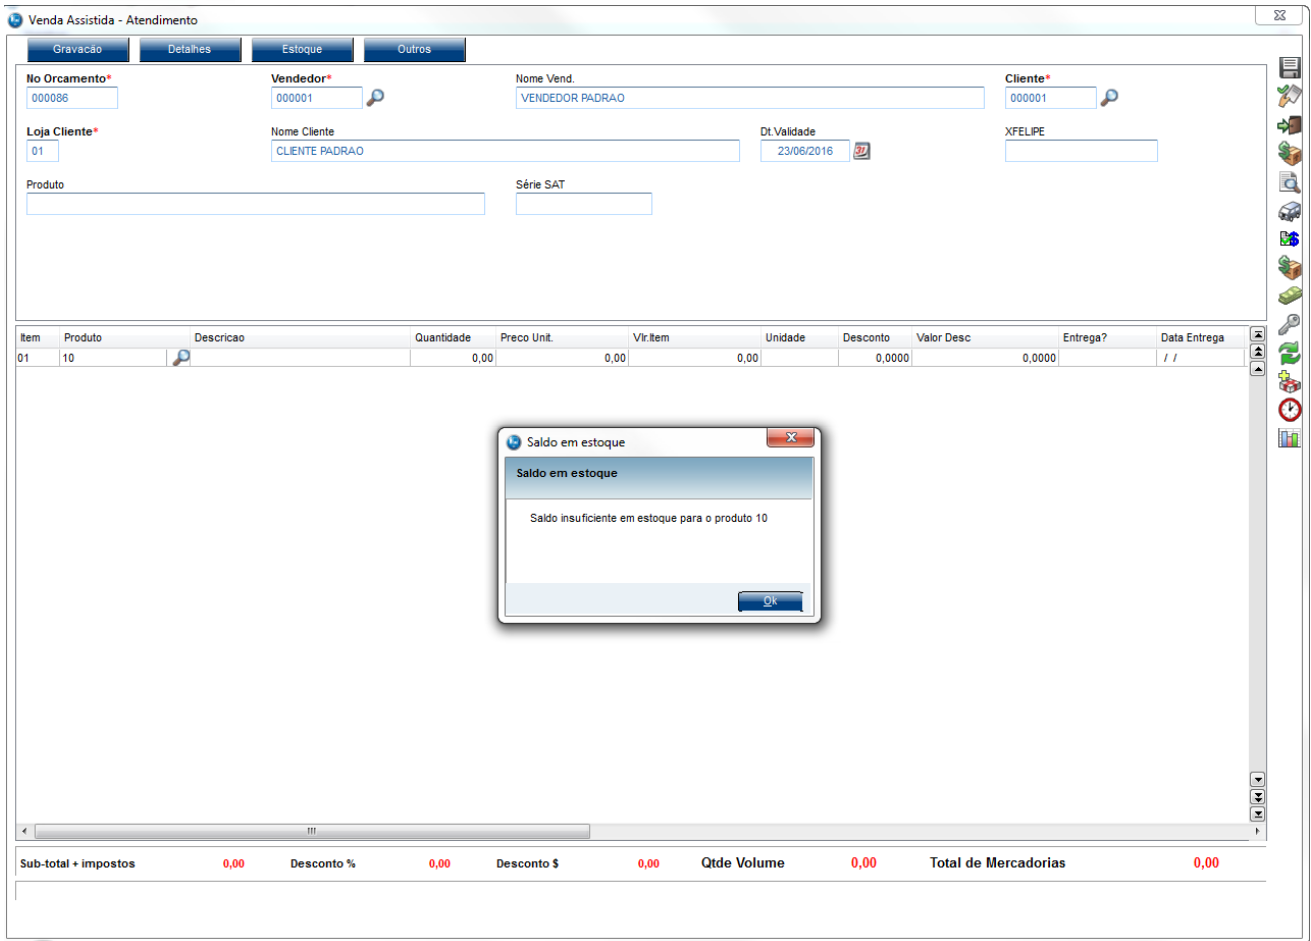 Venda Assistida - Atendimento
Gravacão Detalhes Estoque Outros
No Orcamento* Vendedor* Nome Vend. Cliente*
000086 000001 VENDEDOR PADRAO 000001
Loja Cliente* Nome Cliente Dt.Validade XFELIPE
01 CLIENTE PADRAO 23/06/2016 31
Produto Série SAT
Item Produto Descricao Quantidade Preco Unit. Vlr.Item Unidade Desconto Valor Desc Entrega? Data Entrega
01 10 0,00 0,00 0,00 0,0000 0,0000 / /
Saldo em estoque
Saldo em estoque
Saldo insuficiente em estoque para o produto 10
Ok
Sub-total + impostos 0,00 Desconto % 0,00 Desconto $ 0,00 Qtde Volume 0,00 Total de Mercadorias 0,00